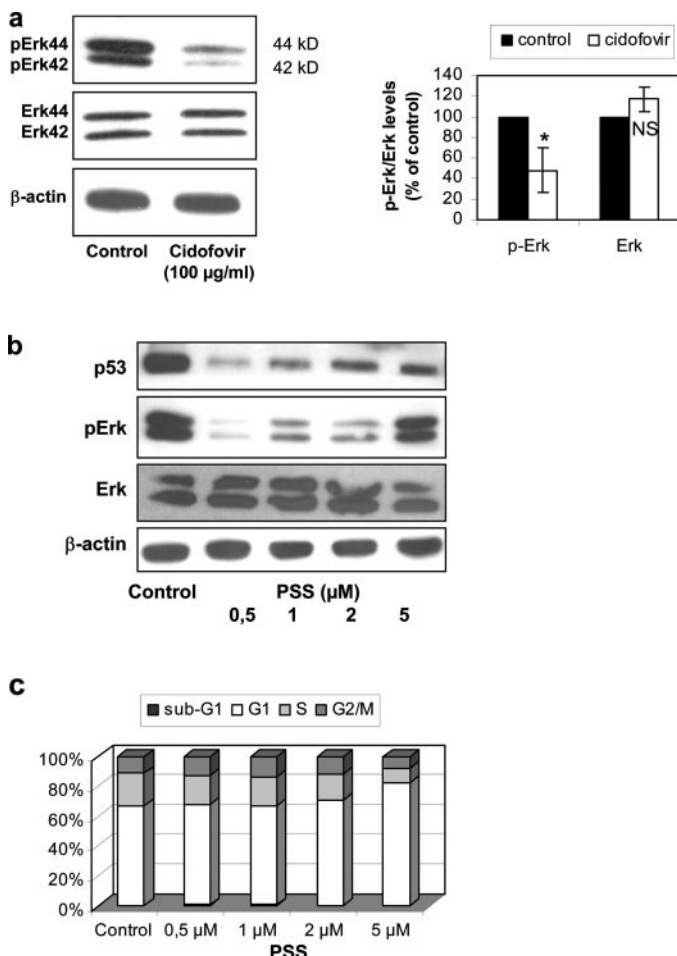 a
pErk44
44 kD
pErk42
42 kD
Erk44
Erk42
β-actin
Control
Cidofovir
(100 µg/ml)
control
cidofovir
p-Erk/Erk levels
(% of control)
140
120
100
80
60
40
20
0
*
NS
p-Erk
Erk
b
p53
pErk
Erk
β-actin
Control
PSS (µM)
0,5 1 2 5
c
sub-G1 G1 S G2/M
100%
80%
60%
40%
20%
0%
Control 0,5 µM 1 µM 2 µM 5 µM
PSS